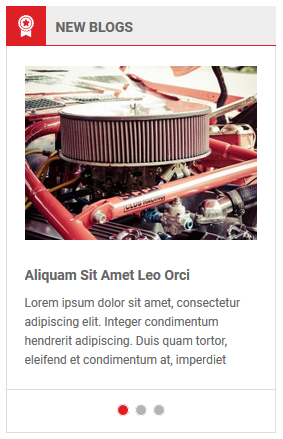 NEW BLOGS
Aliquam Sit Amet Leo Orci
Lorem ipsum dolor sit amet, consectetur
adipiscing elit. Integer condimentum
hendrerit adipiscing. Duis quam tortor,
eleifend et condimentum at, imperdiet